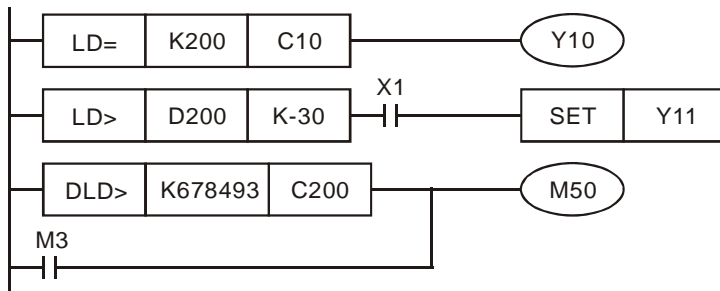 LD= K200 C10 Y10
X1
LD> D200 K-30 SET Y11
DLD> K678493 C200 M50
M3